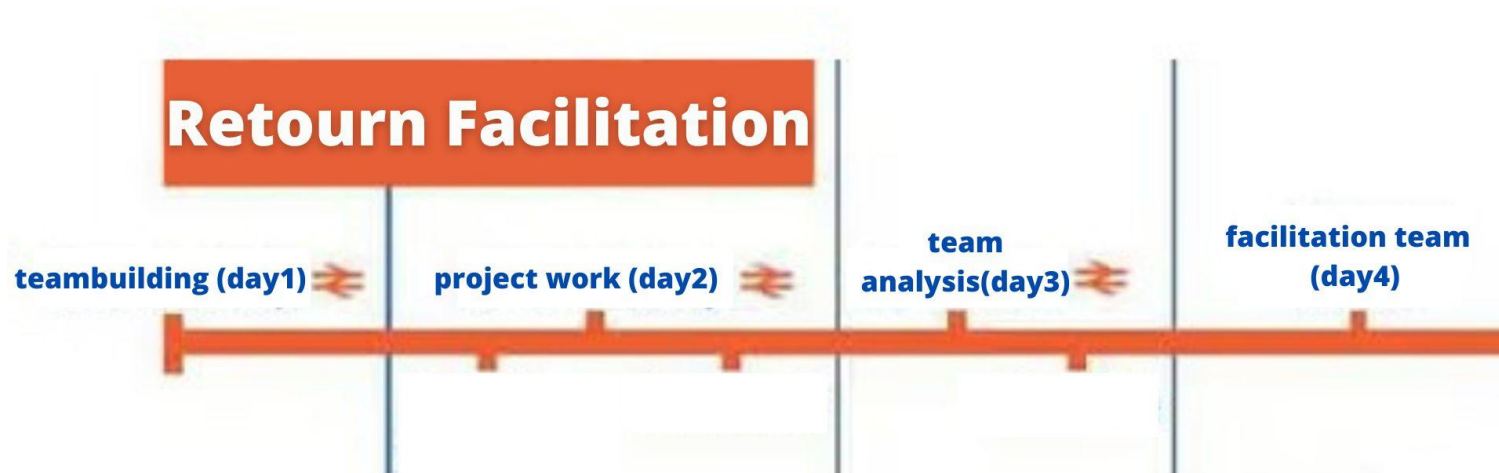 Retourn Facilitation
teambuilding (day1)
project work (day2)
team
analysis(day3)
facilitation team
(day4)